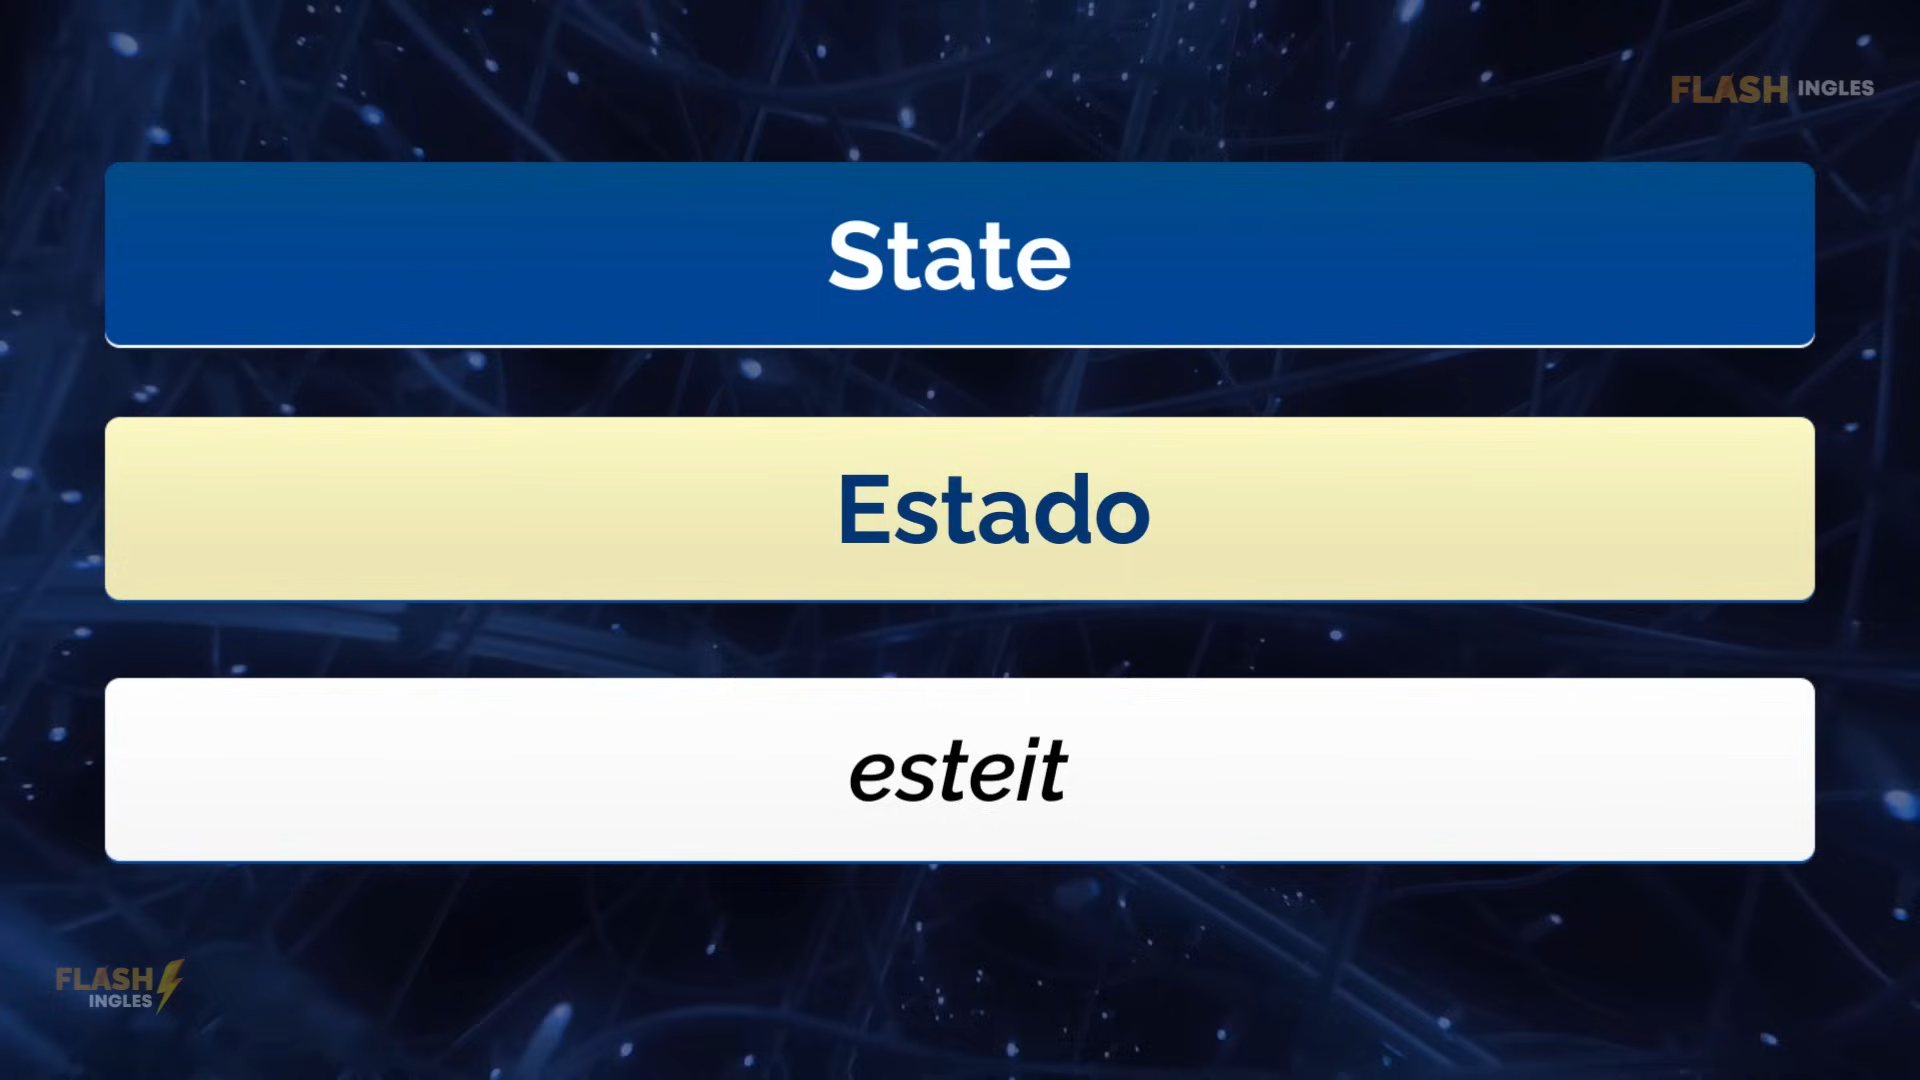 FLASH INGLES
State
Estado
esteit
FLASH
INGLES